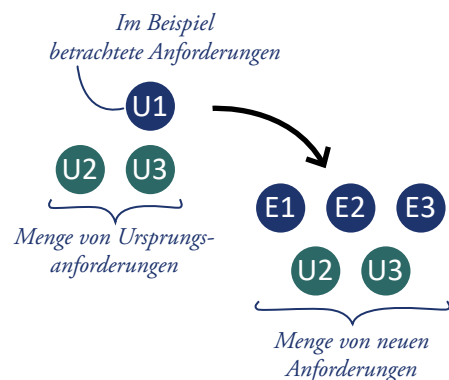 Im Beispiel
betrachtete Anforderungen
U1
U2 U3
Menge von Ursprungs-
anforderungen
E1 E2 E3
U2 U3
Menge von neuen
Anforderungen